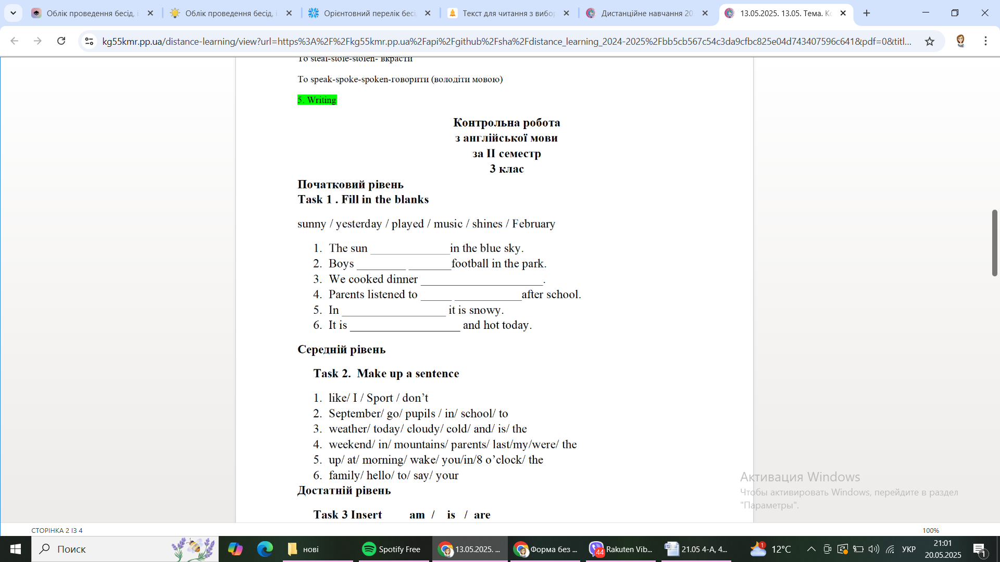 Облік проведення бесід,
Облік проведення бесід,
Орієнтовний перелік бесі
Текст для читання з вибор
Дистанційне навчання 20
13.05.2025. 13.05. Тема. Ко
kg55kmr.pp.ua/distance-learning/view?url=https%3A%2F%2Fkg55kmr.pp.ua%2Fapi%2Fgithub%2Fsha%2Fdistance_learning_2024-2025%2Fbb5cb567c54c3da9cfbc825e04d743407596c641&pdf=0&titl...
To steal-stole-stolen- вкрасти
To speak-spoke-spoken-говорити (володіти мовою)
5. Writing
Контрольна робота
з англійської мови
за ІІ семестр
3 клас
Початковий рівень
Task 1 . Fill in the blanks
sunny / yesterday / played / music / shines / February
1. The sun _____________in the blue sky.
2. Boys ________ _______football in the park.
3. We cooked dinner ____________________.
4. Parents listened to _____ ___________after school.
5. In _________________ it is snowy.
6. It is __________________ and hot today.
Середній рівень
Task 2. Make up a sentence
1. like/ I / Sport / don’t
2. September/ go/ pupils / in/ school/ to
3. weather/ today/ cloudy/ cold/ and/ is/ the
4. weekend/ in/ mountains/ parents/ last/my/were/ the
5. up/ at/ morning/ wake/ you/in/8 o’clock/ the
6. family/ hello/ to/ say/ your
Достатній рівень
Task 3 Insert am / is / are
Активация Windows
Чтобы активировать Windows, перейдите в раздел
"Параметры".
СТОРІНКА 2 ІЗ 4
100%
Поиск
нові
Spotify Free
13.05.2025. ...
Форма без ...
44
Rakuten Vib...
21.05 4-А, 4...
1
12°C
УКР
21:01
20.05.2025
1